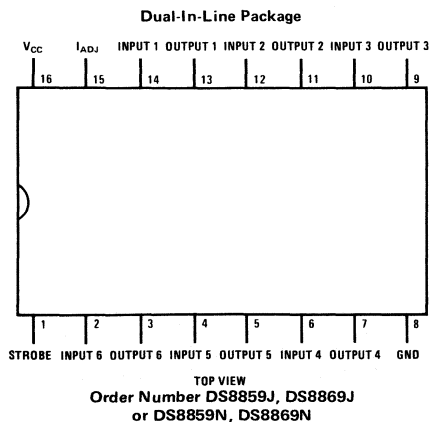 Dual-In-Line Package
VCC IADJ INPUT 1 OUTPUT 1 INPUT 2 OUTPUT 2 INPUT 3 OUTPUT 3
16 15 14 13 12 11 10 9
1 2 3 4 5 6 7 8
STROBE INPUT 6 OUTPUT 6 INPUT 5 OUTPUT 5 INPUT 4 OUTPUT 4 GND
TOP VIEW
Order Number DS8859J, DS8869J
or DS8859N, DS8869N